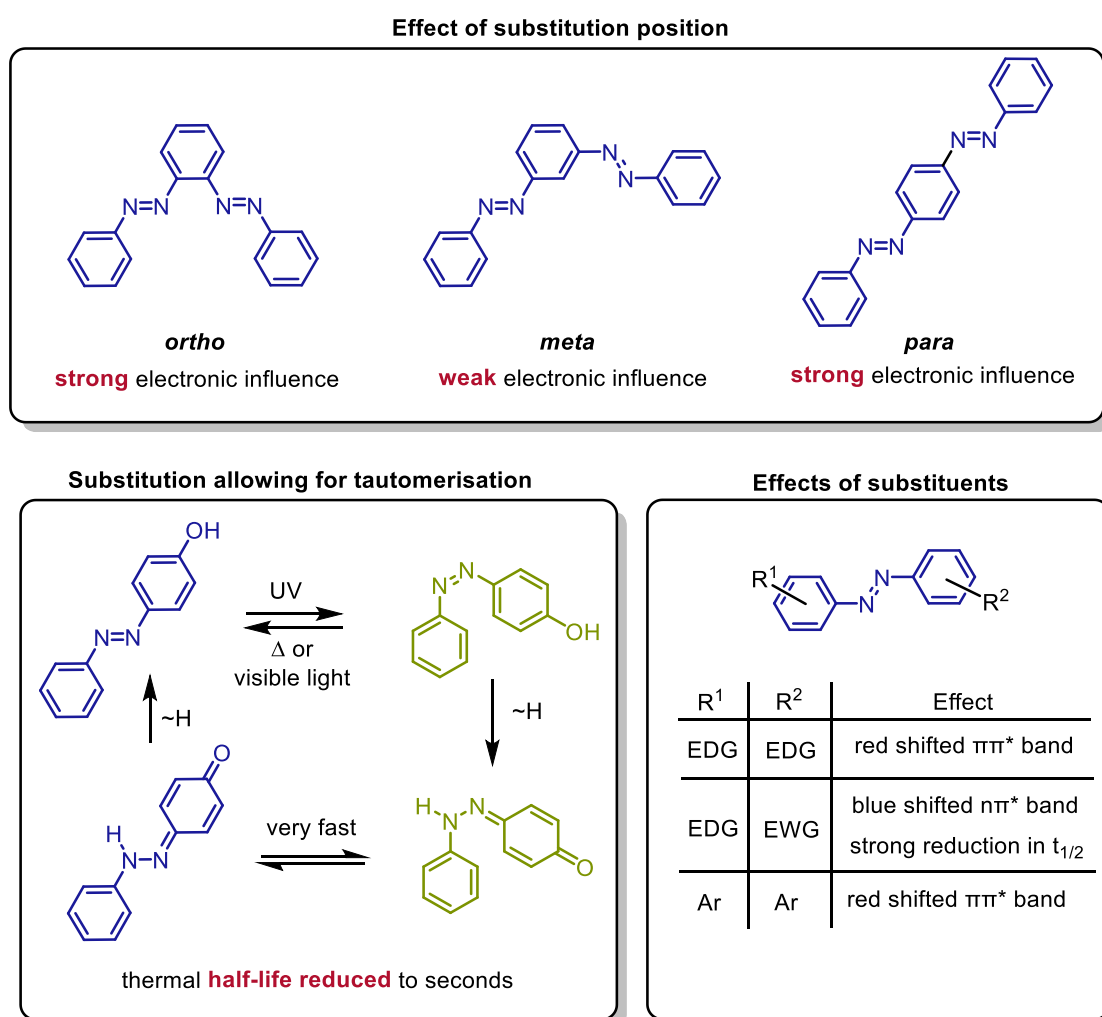 Effect of substitution position
N=N
N=N
N=N
N
N
N=N
N=N
ortho
meta
para
strong electronic influence
weak electronic influence
strong electronic influence
Substitution allowing for tautomerisation
OH
N=N
UV
Δ or
visible light
N=N
OH
~H
~H
O
H
N-N
very fast
H
N-N
O
thermal half-life reduced to seconds
Effects of substituents
R1
N
N
R2
R1 R2 Effect
EDG EDG red shifted ππ* band
EDG EWG blue shifted nπ* band
strong reduction in t1/2
Ar Ar red shifted ππ* band